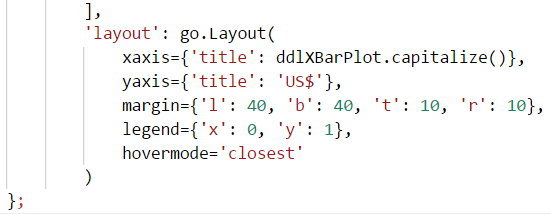 ],
'layout': go.Layout(
xaxis={'title': ddlXBarPlot.capitalize()},
yaxis={'title': 'US$'},
margin={'l': 40, 'b': 40, 't': 10, 'r': 10},
legend={'x': 0, 'y': 1},
hovermode='closest'
)
};